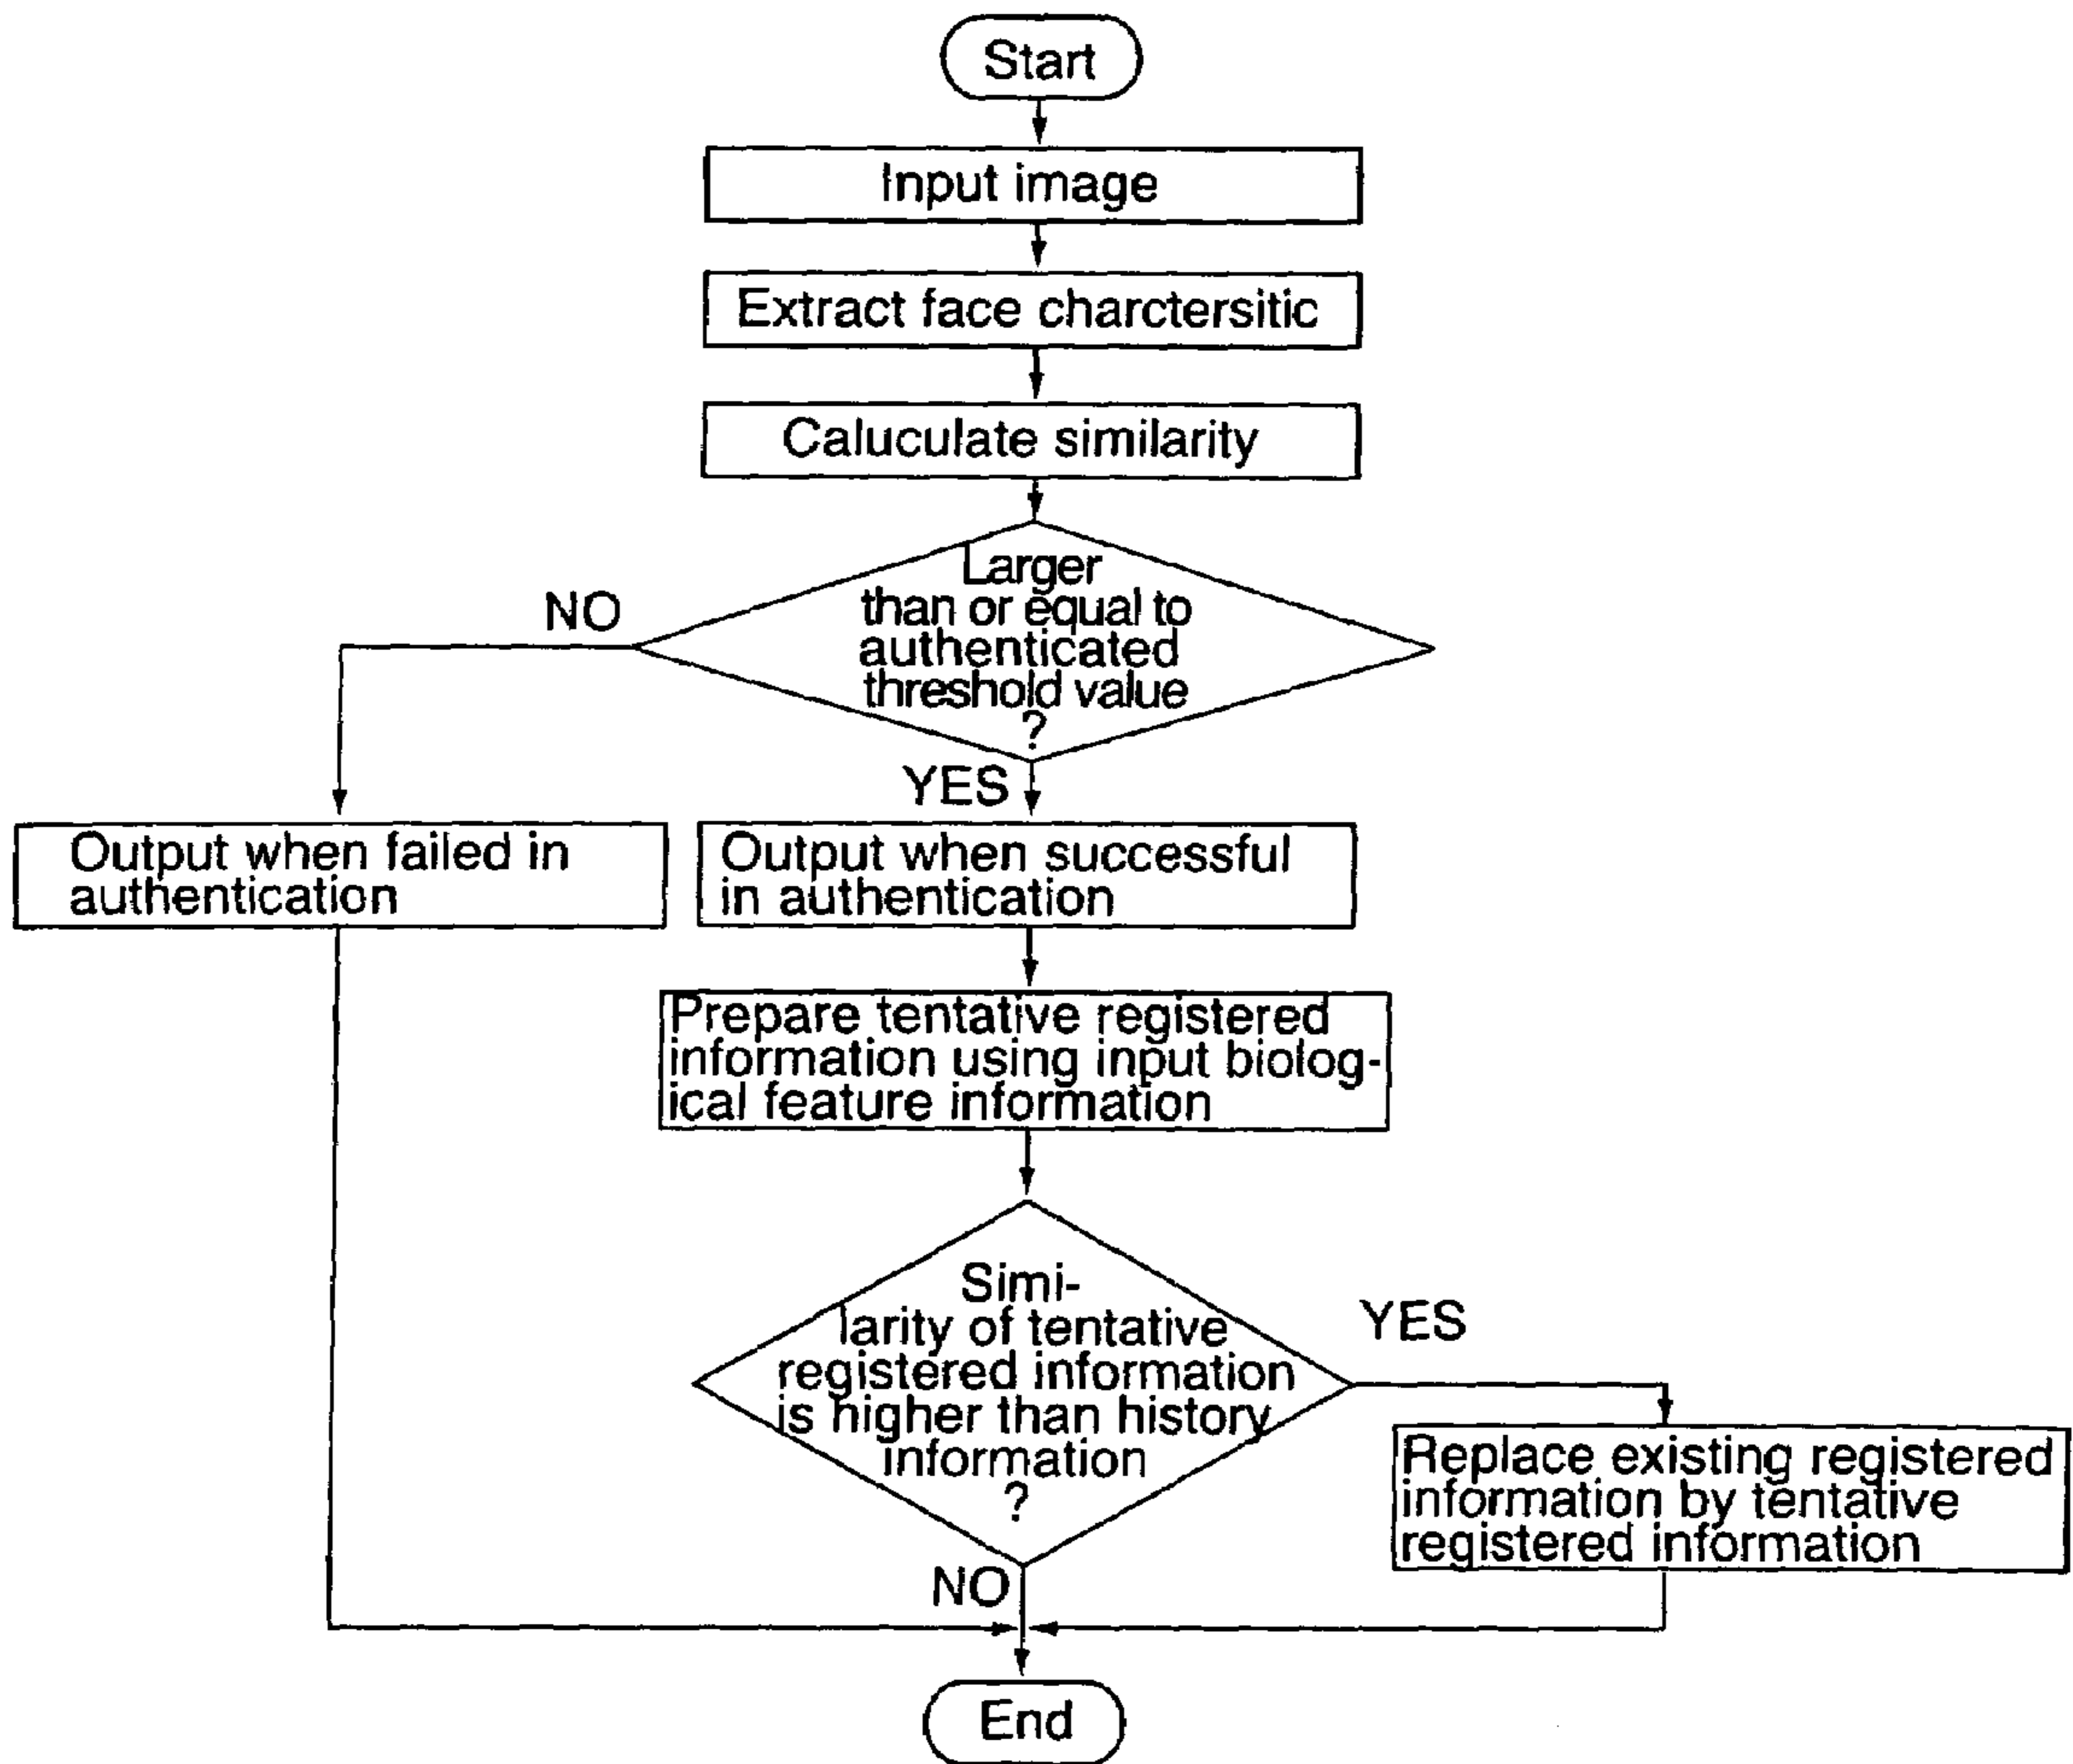 Start
Input image
Extract face charctersitic
Caluculate similarity
Larger
than or equal to
authenticated
threshold value
?
NO
YES
Output when failed in
authentication
Output when successful
in authentication
Prepare tentative registered
information using input biolog-
ical feature information
Simi-
larity of tentative
registered information
is higher than history
information
?
YES
Replace existing registered
information by tentative
registered information
NO
End